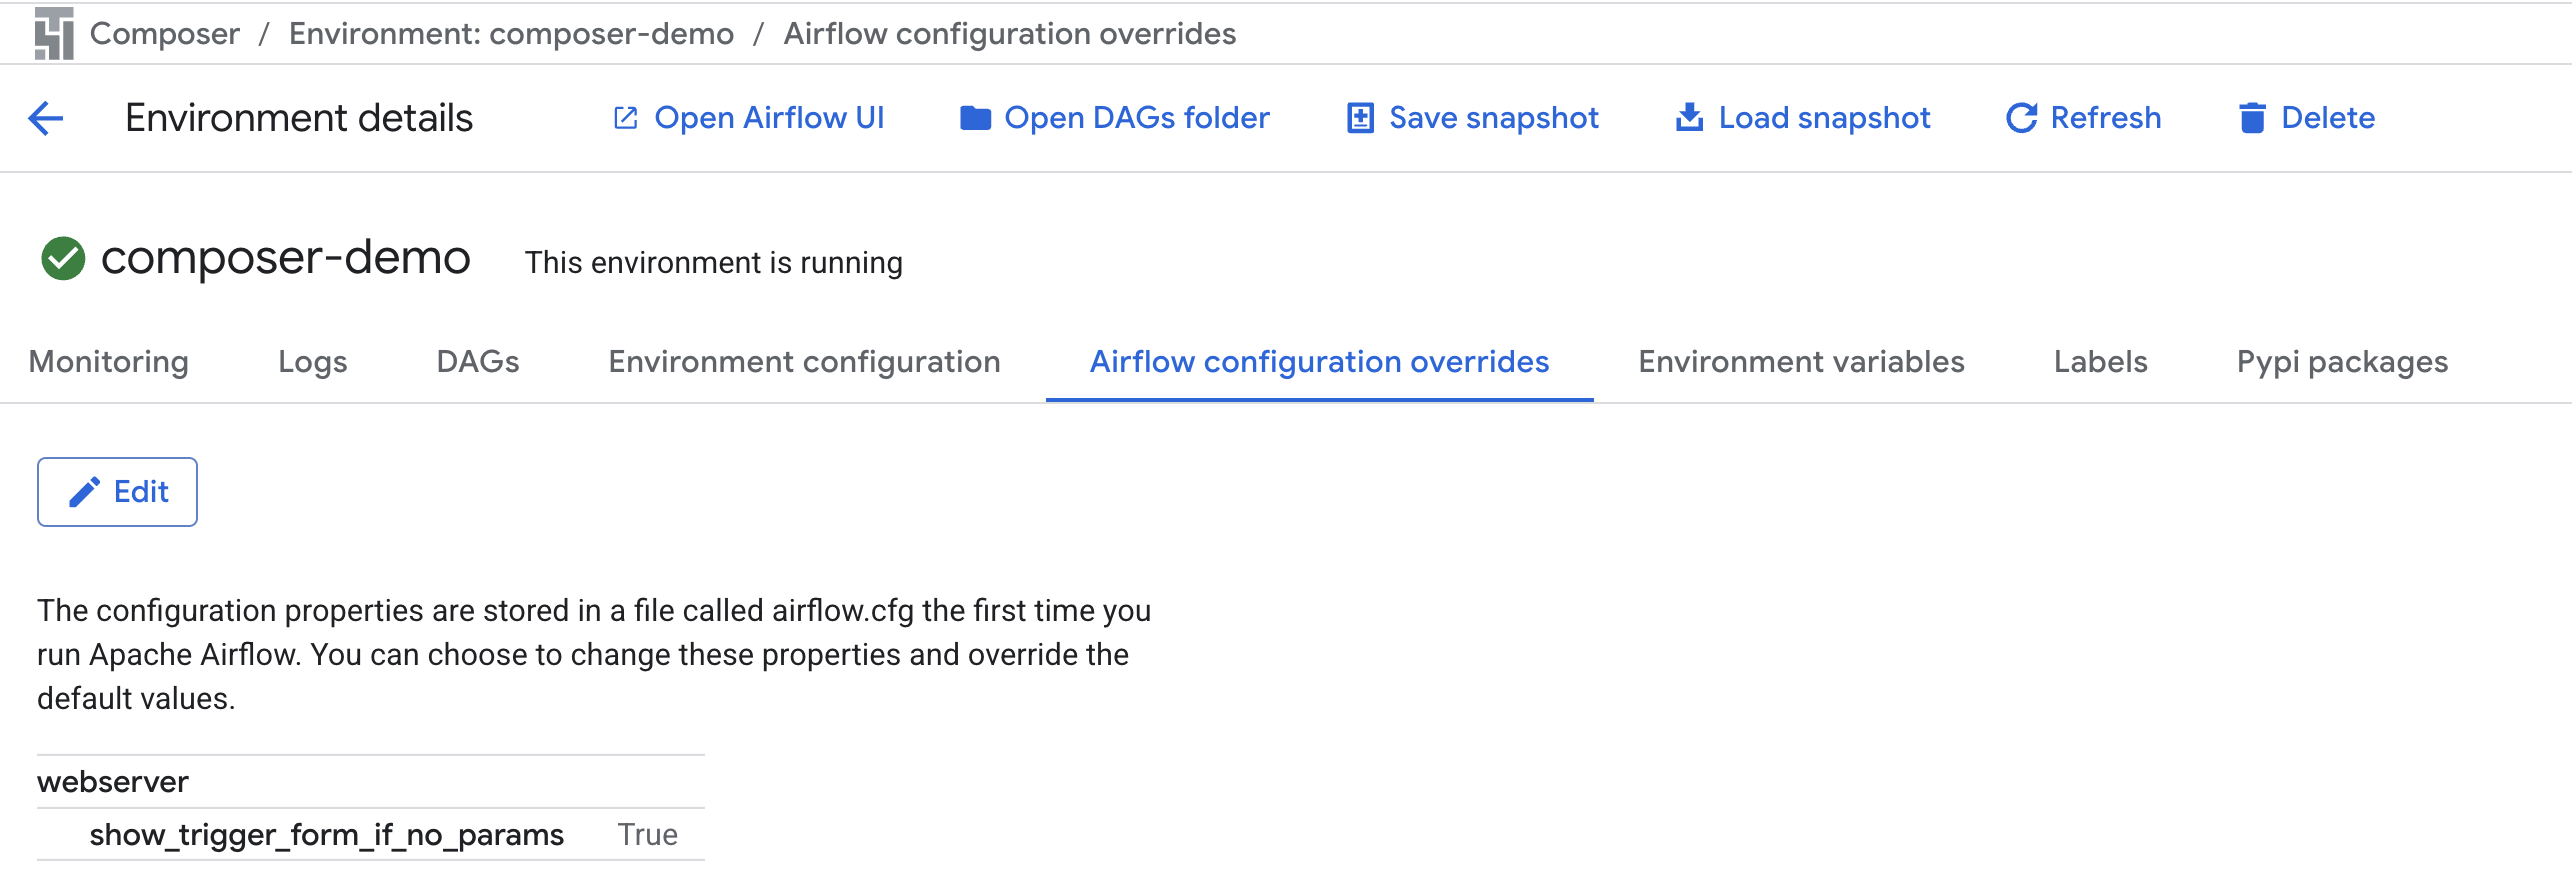 Composer / Environment: composer-demo / Airflow configuration overrides
Environment details Open Airflow UI Open DAGs folder Save snapshot Load snapshot Refresh Delete
composer-demo This environment is running
Monitoring Logs DAGs Environment configuration Airflow configuration overrides Environment variables Labels Pypi packages
Edit
The configuration properties are stored in a file called airflow.cfg the first time you
run Apache Airflow. You can choose to change these properties and override the
default values.
webserver
show_trigger_form_if_no_params True